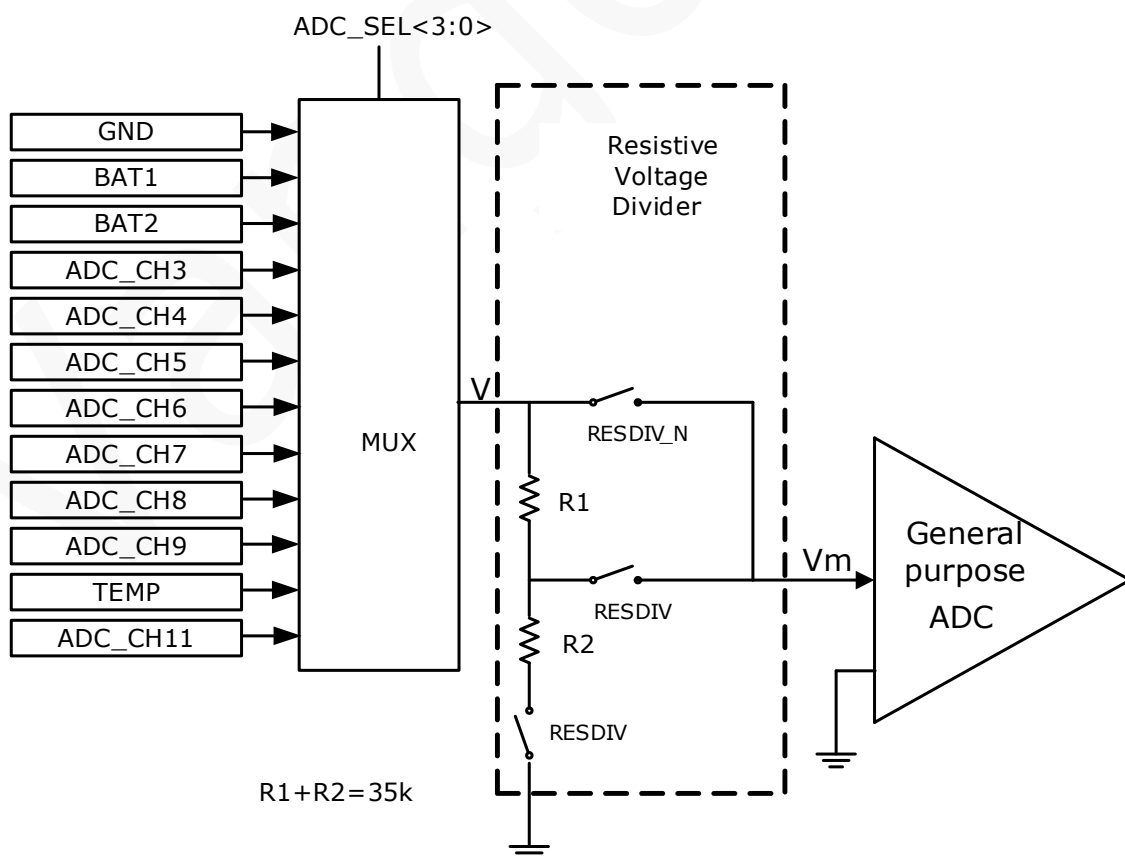 ADC_SEL<3:0>
GND
BAT1
BAT2
ADC_CH3
ADC_CH4
ADC_CH5
ADC_CH6
ADC_CH7
ADC_CH8
ADC_CH9
TEMP
ADC_CH11
MUX
V
Resistive
Voltage
Divider
RESDIV_N
R1
RESDIV
R2
RESDIV
R1+R2=35k
Vm
General
purpose
ADC